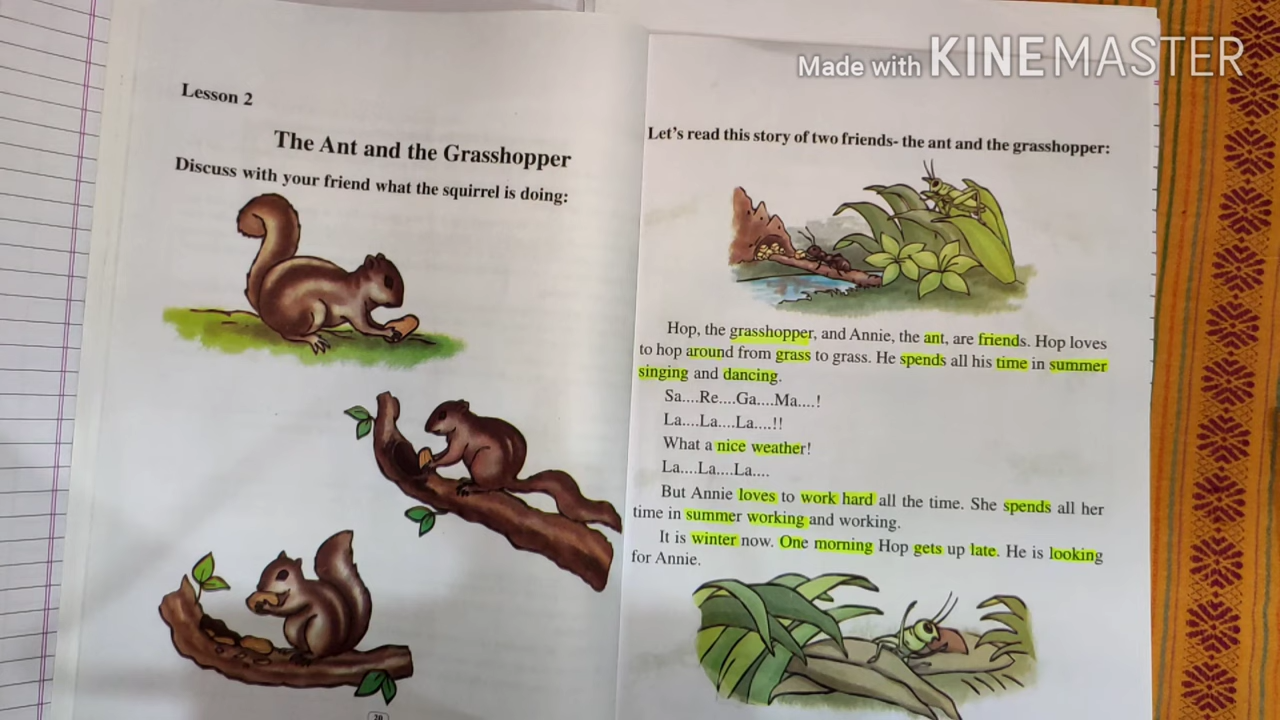 Made with KINEMASTER
Lesson 2
The Ant and the Grasshopper
Discuss with your friend what the squirrel is doing:
20
Let's read this story of two friends- the ant and the grasshopper:
Hop, the grasshopper, and Annie, the ant, are friends. Hop loves
to hop around from grass to grass. He spends all his time in summer
singing and dancing.
Sa....Re....Ga....Ma....!
La....La....La....!!
What a nice weather!
La....La....La....
But Annie loves to work hard all the time. She spends all her
time in summer working and working.
It is winter now. One morning Hop gets up late. He is looking
for Annie.